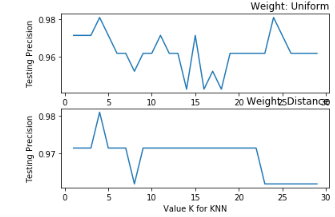 Weight: Uniform
Testing Precision
0.98
0.96
0 5 10 15 20 25 30
Weight: Distance
Testing Precision
0.98
0.97
0 5 10 15 20 25 30
Value K for KNN